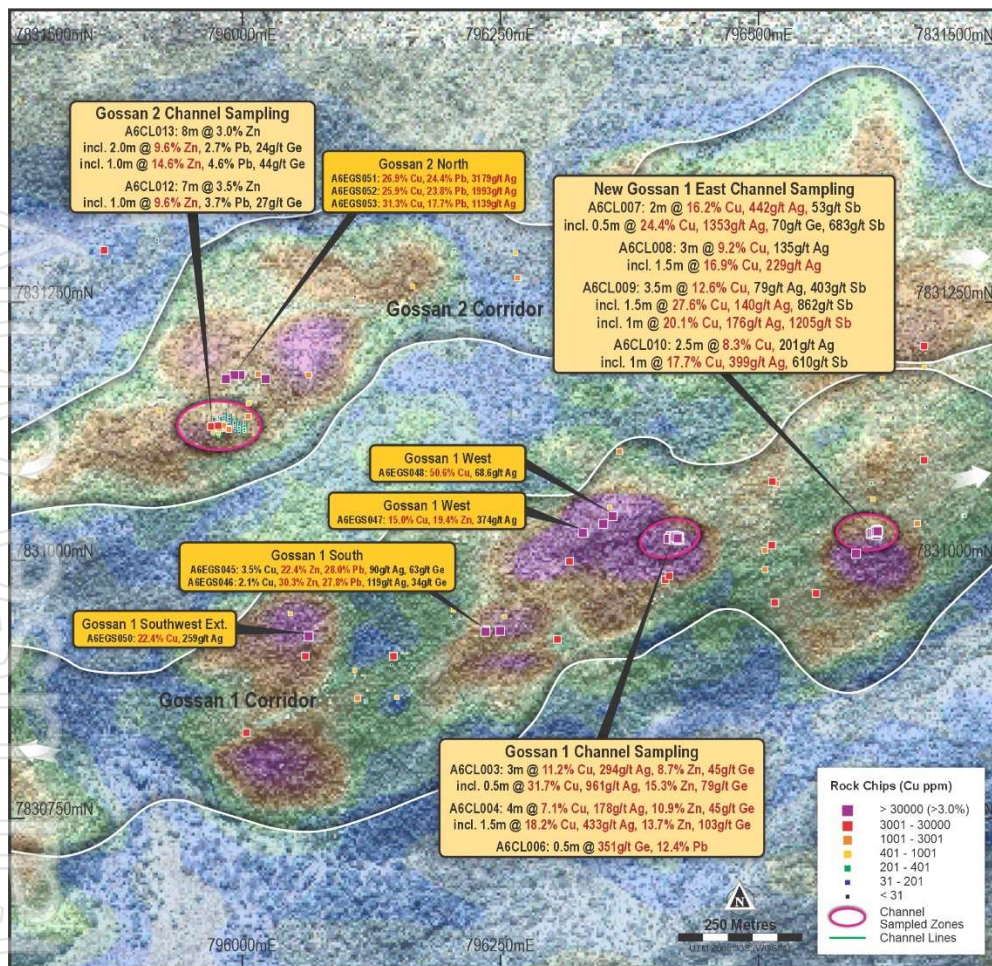 7831500mN
796000mE
796250mE
796500mE
7831500mN
Gossan 2 Channel Sampling
A6CL013: 8m @ 3.0% Zn
incl. 2.0m @ 9.6% Zn, 2.7% Pb, 24g/t Ge
incl. 1.0m @ 14.6% Zn, 4.6% Pb, 44g/t Ge
A6CL012: 7m @ 3.5% Zn
incl. 1.0m @ 9.6% Zn, 3.7% Pb, 27g/t Ge
Gossan 2 North
A6EGS051: 26.9% Cu, 24.4% Pb, 3179g/t Ag
A6EGS052: 25.9% Cu, 23.8% Pb, 1993g/t Ag
A6EGS053: 31.3% Cu, 17.7% Pb, 1139g/t Ag
New Gossan 1 East Channel Sampling
A6CL007: 2m @ 16.2% Cu, 442g/t Ag, 53g/t Sb
incl. 0.5m @ 24.4% Cu, 1353g/t Ag, 70g/t Ge, 683g/t Sb
A6CL008: 3m @ 9.2% Cu, 135g/t Ag
incl. 1.5m @ 16.9% Cu, 229g/t Ag
A6CL009: 3.5m @ 12.6% Cu, 79g/t Ag, 403g/t Sb
incl. 1.5m @ 27.6% Cu, 140g/t Ag, 862g/t Sb
incl. 1m @ 20.1% Cu, 176g/t Ag, 1205g/t Sb
A6CL010: 2.5m @ 8.3% Cu, 201g/t Ag
incl. 1m @ 17.7% Cu, 399g/t Ag, 610g/t Sb
7831250mN
7831250mN
Gossan 2 Corridor
Gossan 1 West
A6EGS048: 50.6% Cu, 68.6g/t Ag
Gossan 1 West
A6EGS047: 15.0% Cu, 19.4% Zn, 374g/t Ag
7831000mN
7831000mN
Gossan 1 South
A6EGS045: 3.5% Cu, 22.4% Zn, 28.0% Pb, 90g/t Ag, 63g/t Ge
A6EGS046: 2.1% Cu, 30.3% Zn, 27.8% Pb, 119g/t Ag, 34g/t Ge
Gossan 1 Southwest Ext.
A6EGS050: 22.4% Cu, 259g/t Ag
Gossan 1 Corridor
Gossan 1 Channel Sampling
A6CL003: 3m @ 11.2% Cu, 294g/t Ag, 8.7% Zn, 45g/t Ge
incl. 0.5m @ 31.7% Cu, 961g/t Ag, 15.3% Zn, 79g/t Ge
A6CL004: 4m @ 7.1% Cu, 178g/t Ag, 10.9% Zn, 45g/t Ge
incl. 1.5m @ 18.2% Cu, 433g/t Ag, 13.7% Zn, 103g/t Ge
A6CL006: 0.5m @ 351g/t Ge, 12.4% Pb
7830750mN
Rock Chips (Cu ppm)
> 30000 (>3.0%)
3001 - 30000
1001 - 3001
401 - 1001
201 - 401
31 - 201
< 31
Channel
Sampled Zones
Channel Lines
N
250 Metres
796000mE
796250mE